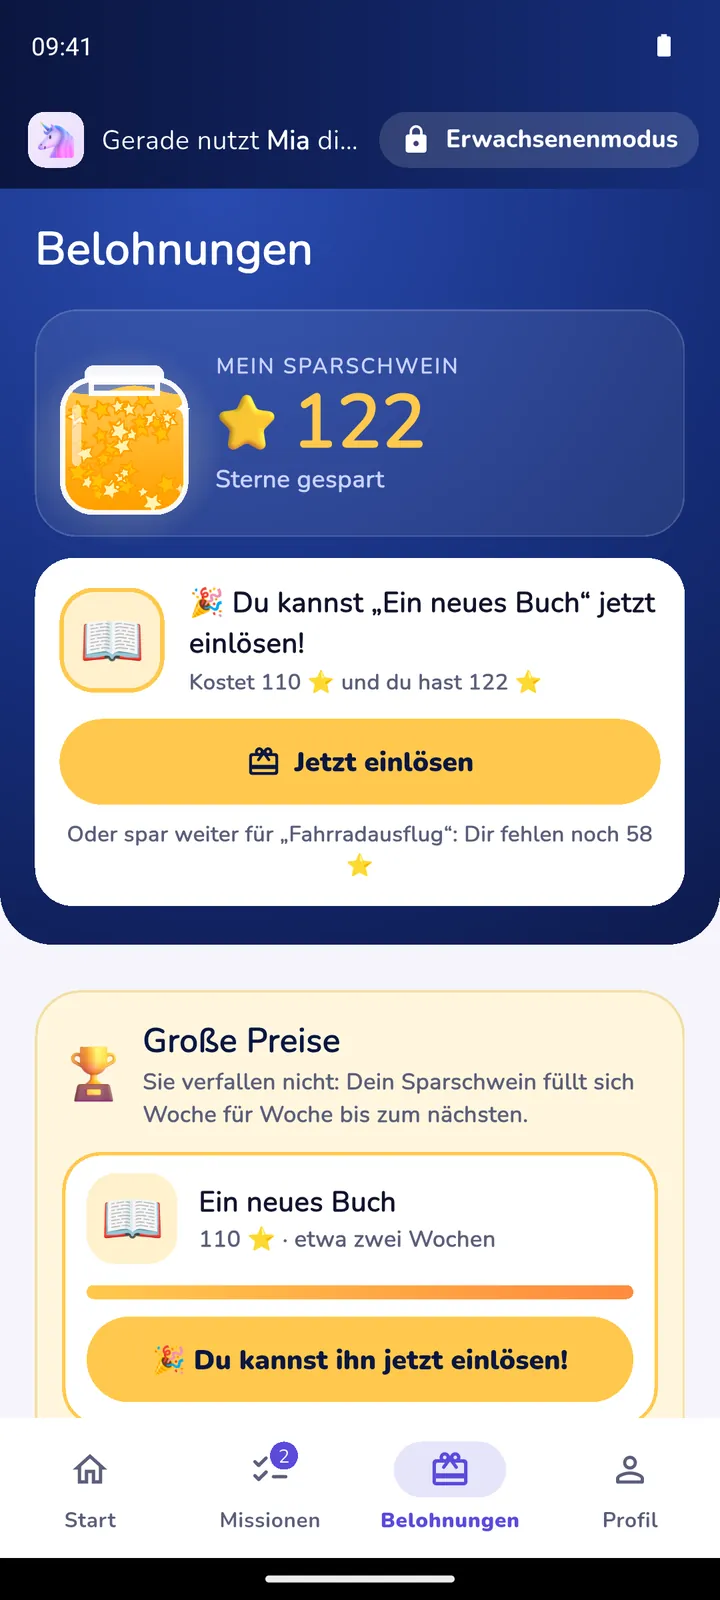 09:41
Gerade nutzt Mia di...
Erwachsenenmodus
Belohnungen
MEIN SPARSCHWEIN
122
Sterne gespart
🎉 Du kannst „Ein neues Buch“ jetzt
einlösen!
Kostet 110 ⭐ und du hast 122 ⭐
Jetzt einlösen
Oder spar weiter für „Fahrradausflug“: Dir fehlen noch 58
⭐
Große Preise
Sie verfallen nicht: Dein Sparschwein füllt sich
Woche für Woche bis zum nächsten.
Ein neues Buch
110 ⭐ · etwa zwei Wochen
🎉 Du kannst ihn jetzt einlösen!
2
Start
Missionen
Belohnungen
Profil